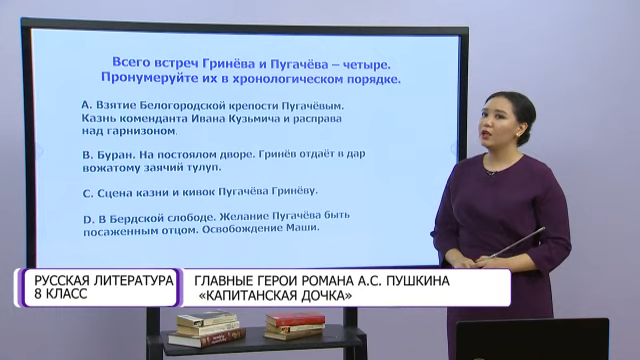 Всего встреч Гринёва и Пугачёва – четыре.
Пронумеруйте их в хронологическом порядке.
А. Взятие Белогородской крепости Пугачёвым.
Казнь коменданта Ивана Кузьмича и расправа
над гарнизоном.
В. Буран. На постоялом дворе. Гринёв отдаёт в дар
вожатому заячий тулуп.
С. Сцена казни и кивок Пугачёва Гринёву.
D. В Бердской слободе. Желание Пугачёва быть
посаженным отцом. Освобождение Маши.
РУССКАЯ ЛИТЕРАТУРА
8 КЛАСС
ГЛАВНЫЕ ГЕРОИ РОМАНА А.С. ПУШКИНА
«КАПИТАНСКАЯ ДОЧКА»